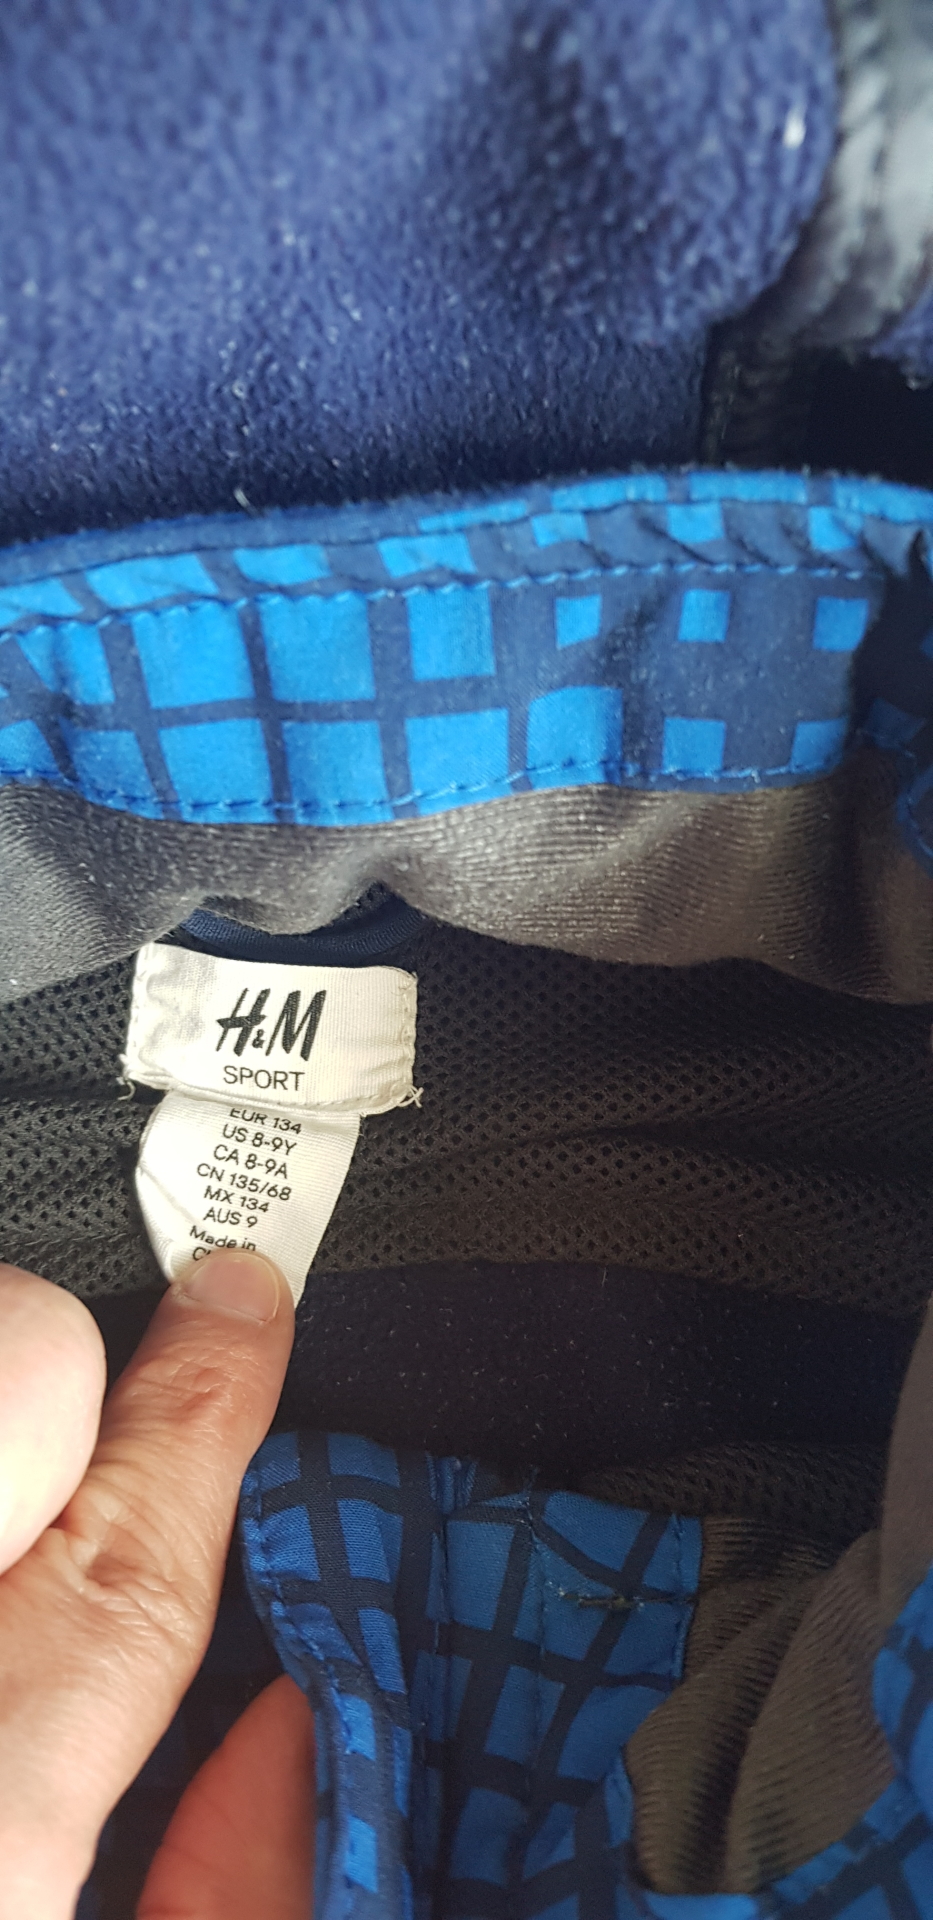 H&M
SPORT
EUR 134
US 8-9Y
CA 8-9A
CN 135/68
MX 134
AUS 9
Made in